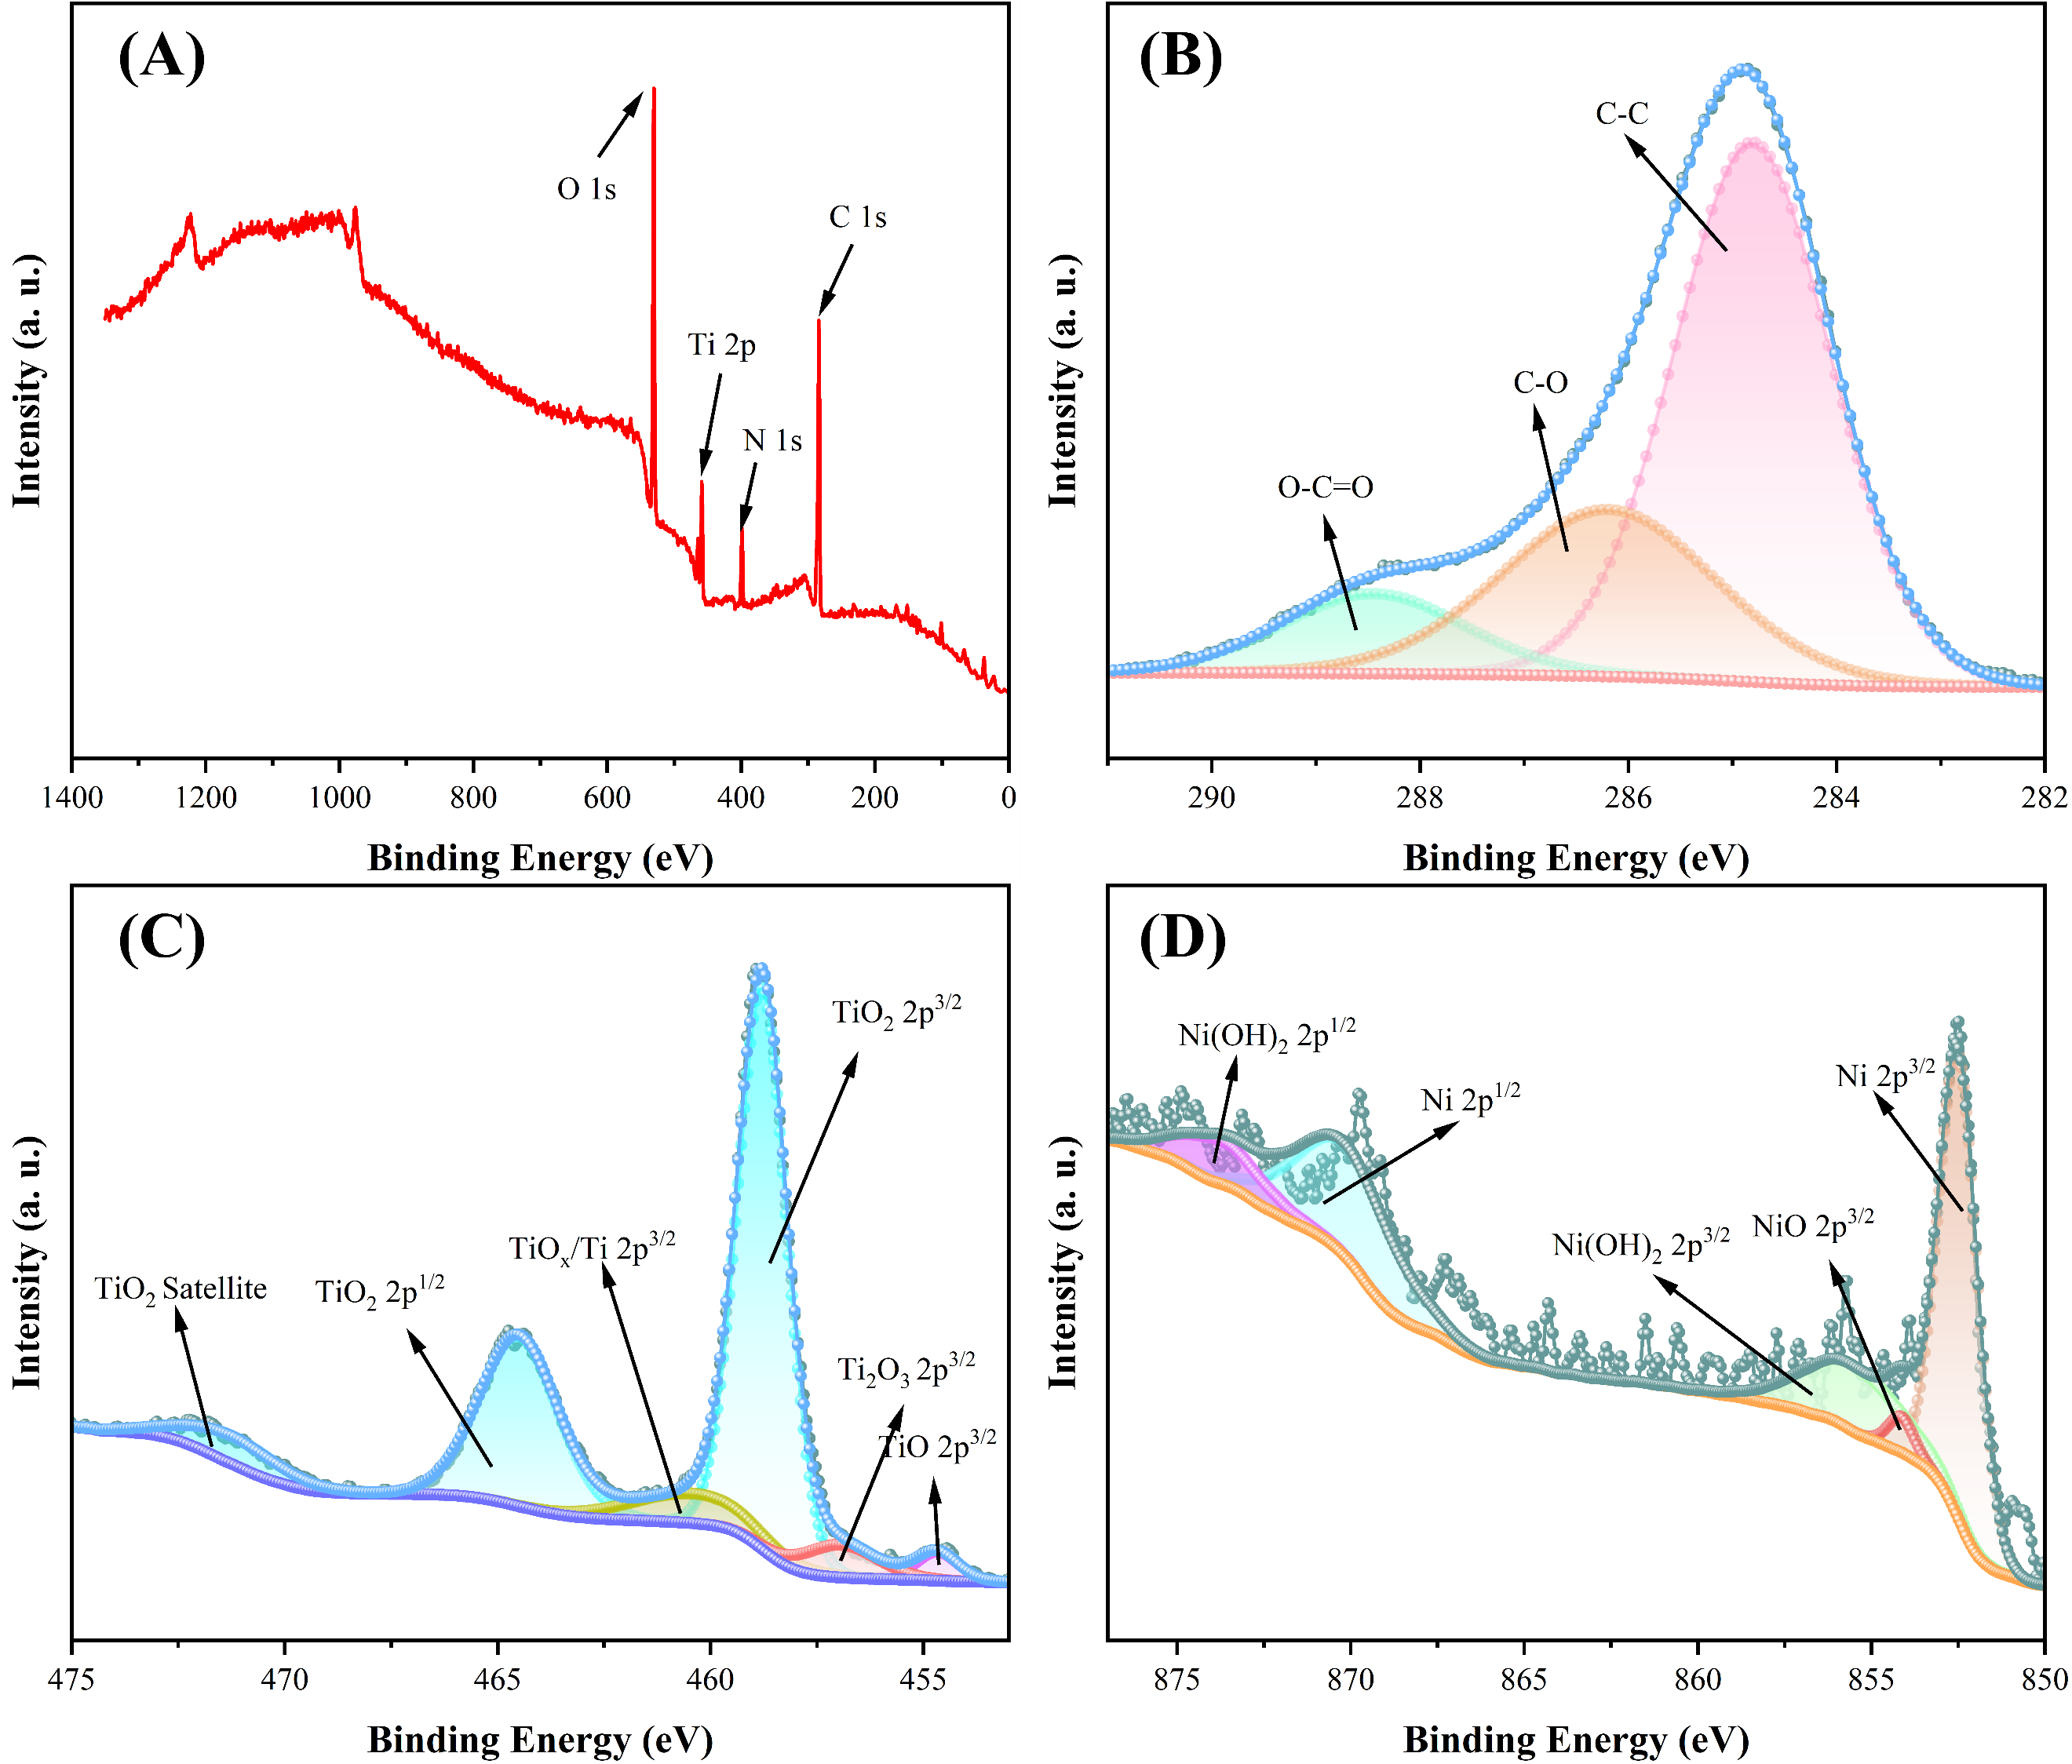 (A)
O 1s
C 1s
Ti 2p
N 1s
Intensity (a. u.)
1400 1200 1000 800 600 400 200 0
Binding Energy (eV)
(B)
C-C
C-O
O-C=O
Intensity (a. u.)
290 288 286 284 282
Binding Energy (eV)
(C)
TiO₂ 2p³/²
TiOₓ/Ti 2p³/²
TiO₂ Satellite
TiO₂ 2p¹/²
Ti₂O₃ 2p³/²
TiO 2p³/²
Intensity (a. u.)
475 470 465 460 455
Binding Energy (eV)
(D)
Ni(OH)₂ 2p¹/²
Ni 2p³/²
Ni 2p¹/²
NiO 2p³/²
Ni(OH)₂ 2p³/²
Intensity (a. u.)
875 870 865 860 855 850
Binding Energy (eV)